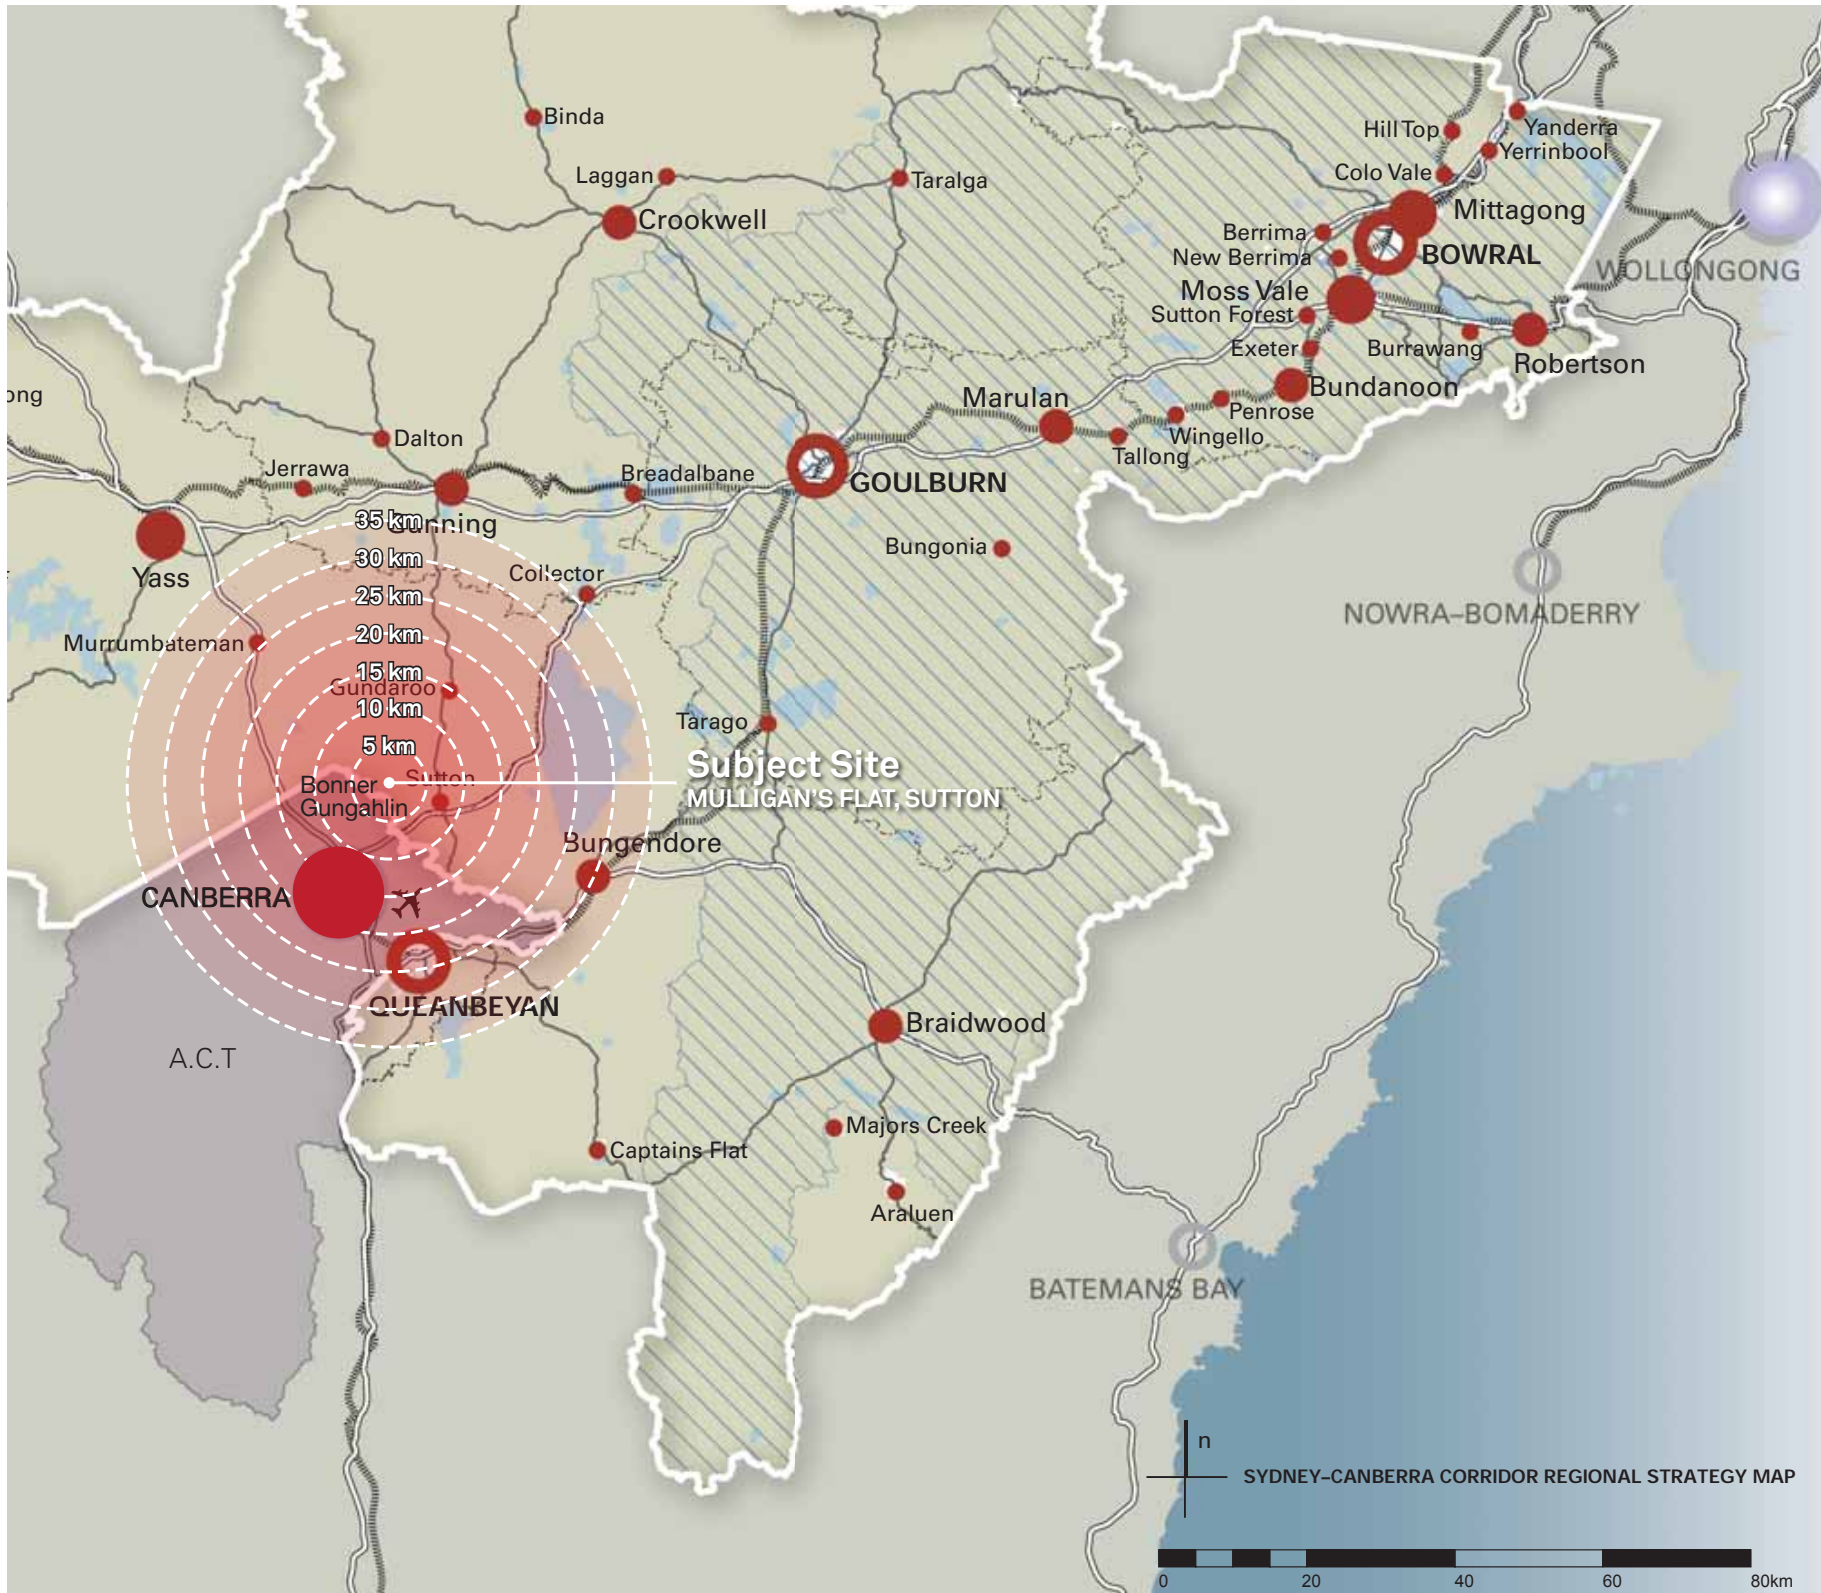 Binda
Hill Top
Yanderra
Yerrinbool
Laggan
Taralga
Colo Vale
Crookwell
Mittagong
Berrima
BOWRAL
New Berrima
WOLLONGONG
Moss Vale
Sutton Forest
Exeter
Burrawang
Robertson
Bundanoon
ong
Marulan
Penrose
Dalton
Wingello
Tallong
Jerrawa
Breadalbane
GOULBURN
35 km
Gunning
Bungonia
30 km
Yass
Collector
25 km
NOWRA–BOMADERRY
20 km
Murrumbateman
15 km
Gundaroo
10 km
Tarago
5 km
Subject Site
MULLIGAN'S FLAT, SUTTON
Sutton
Bonner
Gungahlin
Bungendore
CANBERRA
QUEANBEYAN
Braidwood
A.C.T
Majors Creek
Captains Flat
Araluen
BATEMANS BAY
n
SYDNEY–CANBERRA CORRIDOR REGIONAL STRATEGY MAP
0 20 40 60 80km